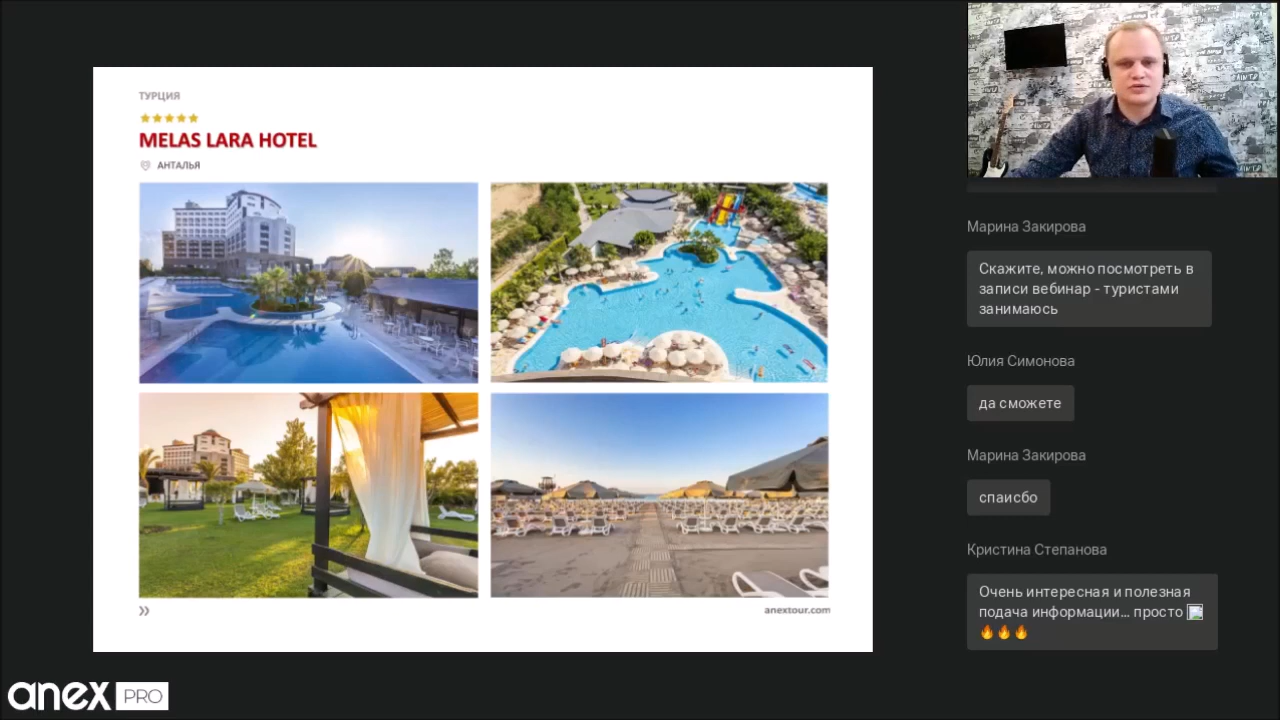 ТУРЦИЯ
MELAS LARA HOTEL
АНТАЛЬЯ
anextour.com
anex PRO
Марина Закирова
Скажите, можно посмотреть в
записи вебинар - туристами
занимаюсь
Юлия Симонова
да сможете
Марина Закирова
спаисбо
Кристина Степанова
Очень интересная и полезная
подача информации... просто
🔥🔥🔥